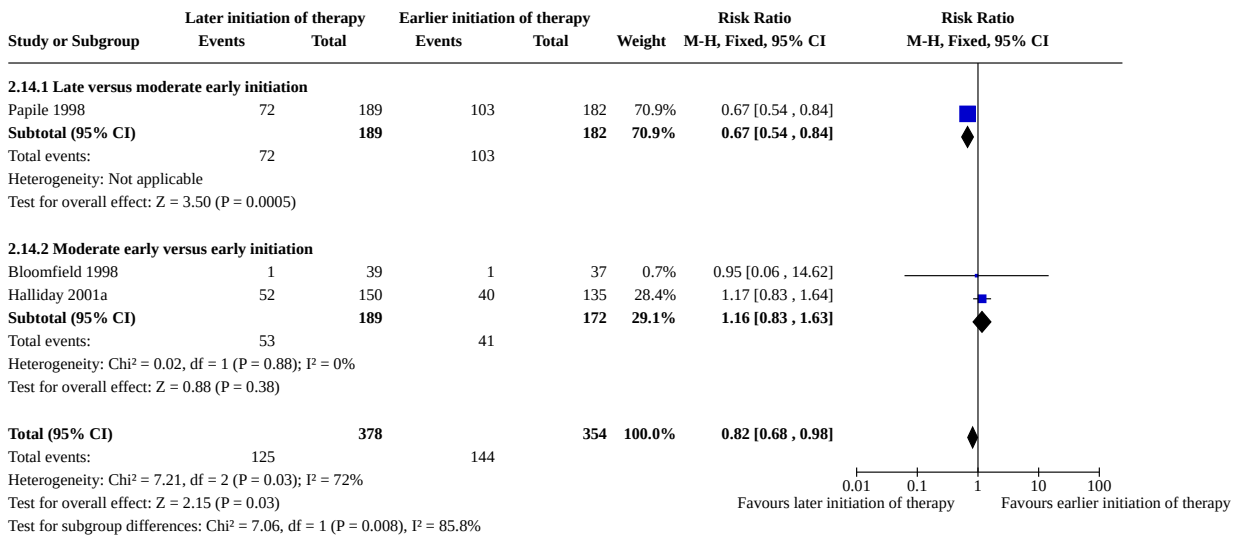 Later initiation of therapy Earlier initiation of therapy Risk Ratio Risk Ratio
Study or Subgroup Events Total Events Total Weight M-H, Fixed, 95% CI M-H, Fixed, 95% CI
2.14.1 Late versus moderate early initiation
Papile 1998 72 189 103 182 70.9% 0.67 [0.54 , 0.84]
Subtotal (95% CI) 189 182 70.9% 0.67 [0.54 , 0.84]
Total events: 72 103
Heterogeneity: Not applicable
Test for overall effect: Z = 3.50 (P = 0.0005)
2.14.2 Moderate early versus early initiation
Bloomfield 1998 1 39 1 37 0.7% 0.95 [0.06 , 14.62]
Halliday 2001a 52 150 40 135 28.4% 1.17 [0.83 , 1.64]
Subtotal (95% CI) 189 172 29.1% 1.16 [0.83 , 1.63]
Total events: 53 41
Heterogeneity: Chi² = 0.02, df = 1 (P = 0.88); I² = 0%
Test for overall effect: Z = 0.88 (P = 0.38)
Total (95% CI) 378 354 100.0% 0.82 [0.68 , 0.98]
Total events: 125 144
Heterogeneity: Chi² = 7.21, df = 2 (P = 0.03); I² = 72%
0.01 0.1 1 10 100
Test for overall effect: Z = 2.15 (P = 0.03)
Favours later initiation of therapy Favours earlier initiation of therapy
Test for subgroup differences: Chi² = 7.06, df = 1 (P = 0.008), I² = 85.8%